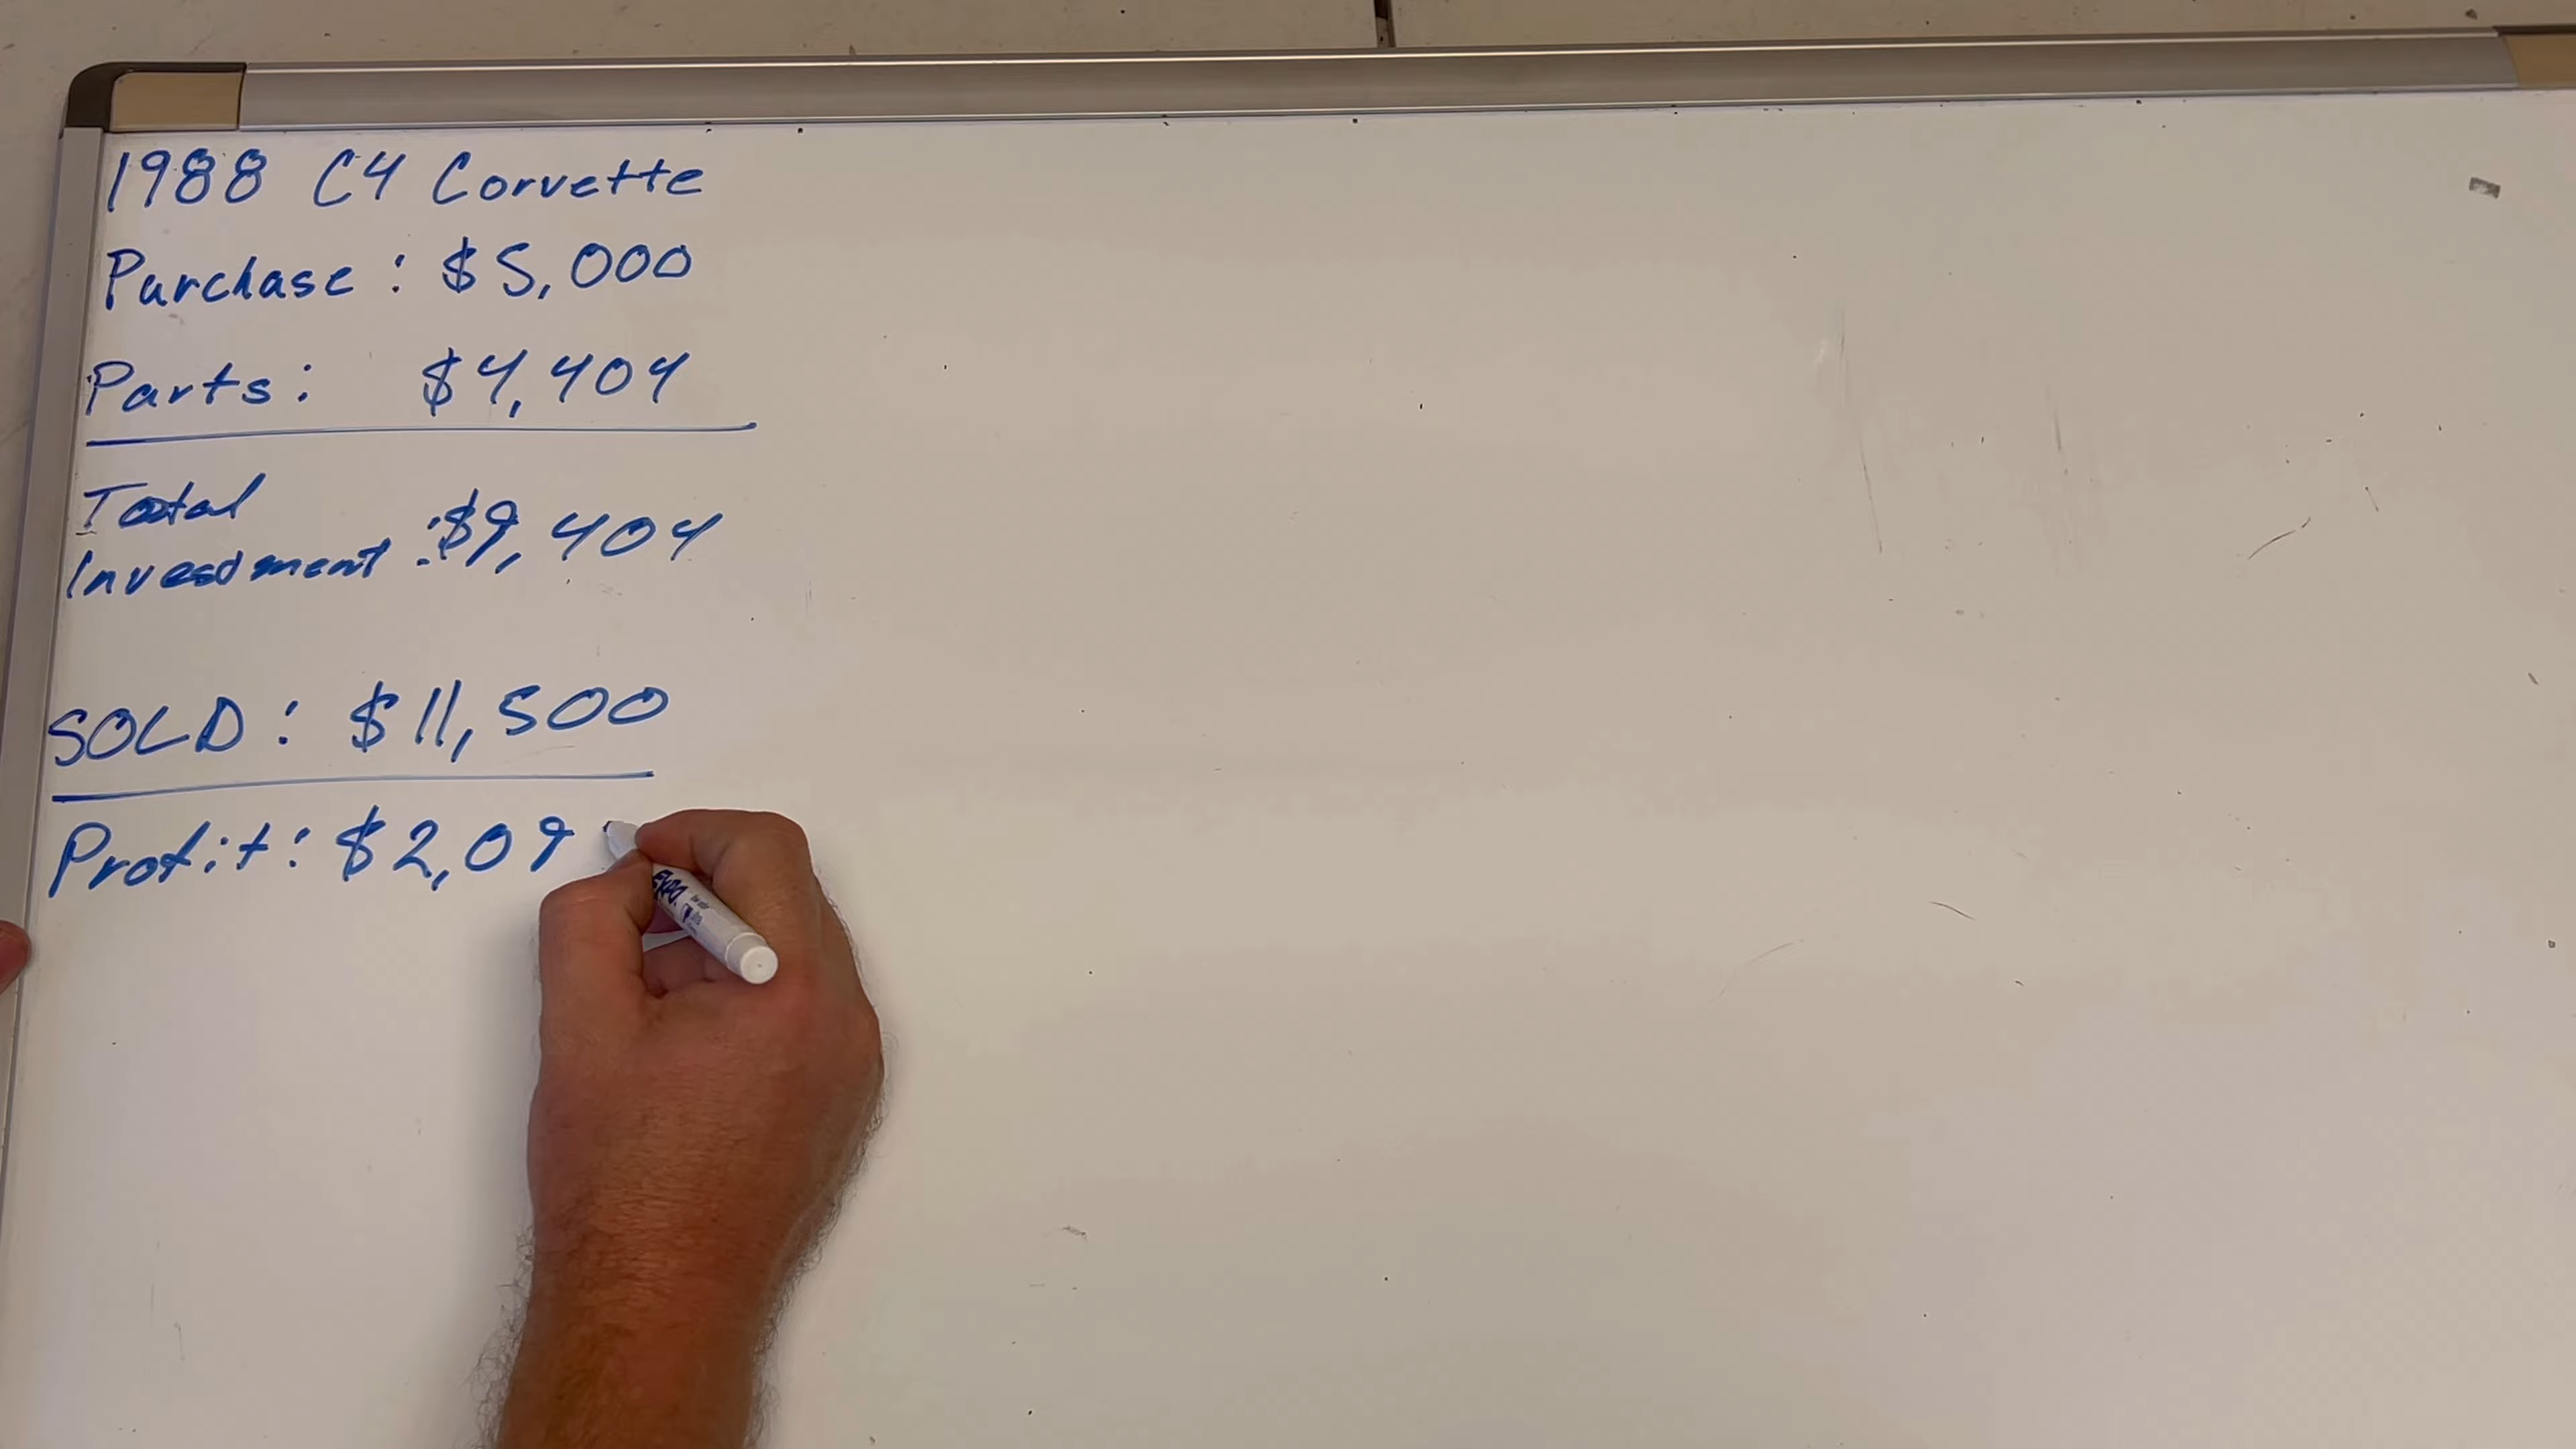 1988 C4 Corvette
Purchase: $5,000
Parts: $4,404
Total
Investment: $9,404
SOLD: $11,500
Profit: $2,09
Expo